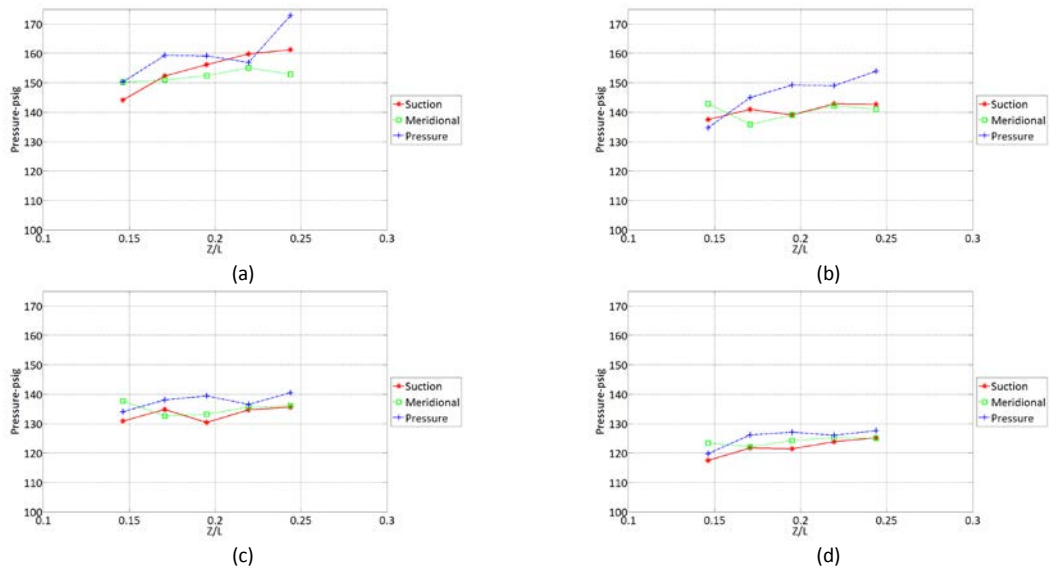 170
160
150
140
130
120
110
100
Pressure-psig
0.1
0.15
0.2
0.25
0.3
Z/L
Suction
Meridional
Pressure
(a)
170
160
150
140
130
120
110
100
Pressure-psig
0.1
0.15
0.2
0.25
0.3
Z/L
Suction
Meridional
Pressure
(b)
170
160
150
140
130
120
110
100
Pressure-psig
0.1
0.15
0.2
0.25
0.3
Z/L
Suction
Meridional
Pressure
(c)
170
160
150
140
130
120
110
100
Pressure-psig
0.1
0.15
0.2
0.25
0.3
Z/L
Suction
Meridional
Pressure
(d)